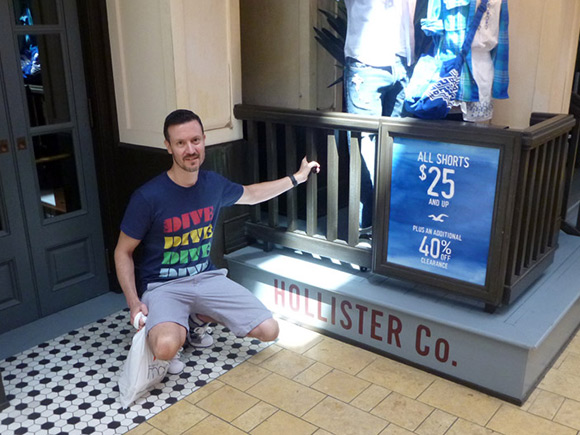 DIVE
DIVE
DIVE
DIVE
ALL SHORTS
$25
AND UP
PLUS AN ADDITIONAL
40% OFF
CLEARANCE
HOLLISTER CO.